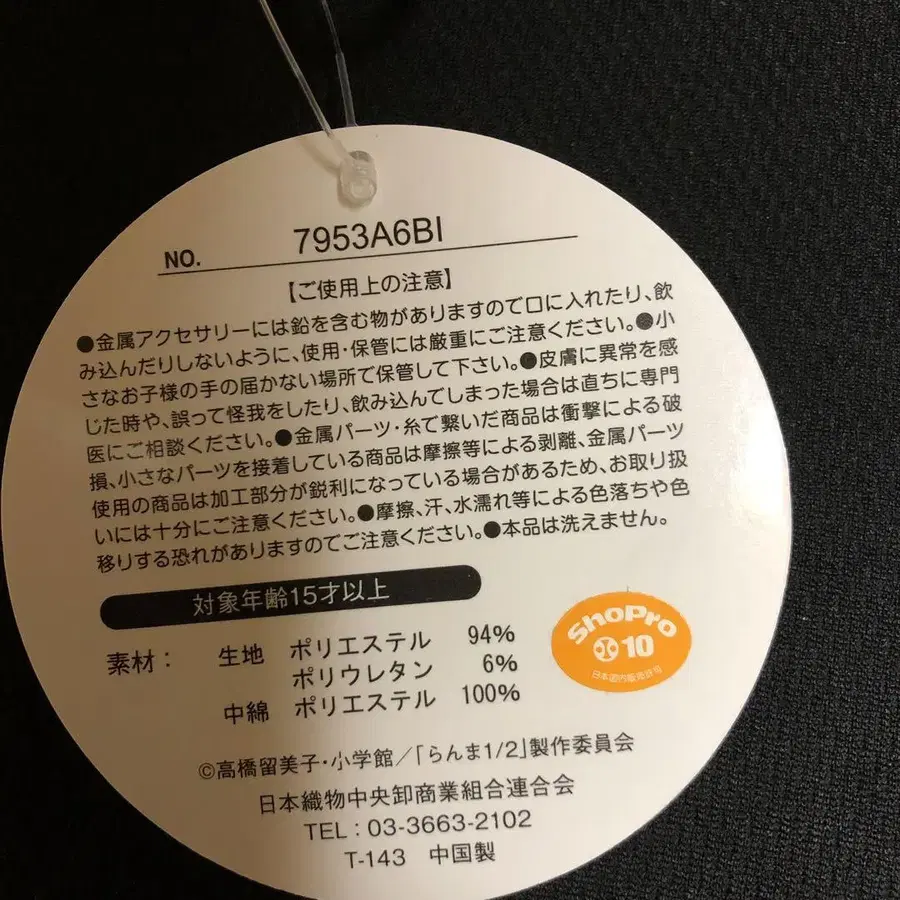 NO. 7953A6BI
【ご使用上の注意】
●金属アクセサリーには鉛を含む物がありますので口に入れたり、飲
み込んだりしないように、使用・保管には厳重にご注意ください。●小
さなお子様の手の届かない場所で保管して下さい。●皮膚に異常を感
じた時や、誤って怪我をしたり、飲み込んでしまった場合は直ちに専門
医にご相談ください。●金属パーツ・糸で繋いだ商品は衝撃による破
損、小さなパーツを接着している商品は摩擦等による剥離、金属パーツ
使用の商品は加工部分が鋭利になっている場合があるため、お取り扱
いには十分にご注意ください。●摩擦、汗、水濡れ等による色落ちや色
移りする恐れがありますのでご注意ください。●本品は洗えません。
対象年齢15才以上
素材： 生地 ポリエステル 94%
ポリウレタン 6%
中綿 ポリエステル 100%
ShoPro
10
日本国内販売許可
©高橋留美子・小学館/「らんま1/2」製作委員会
日本織物中央卸商業組合連合会
TEL：03-3663-2102
T-143 中国製